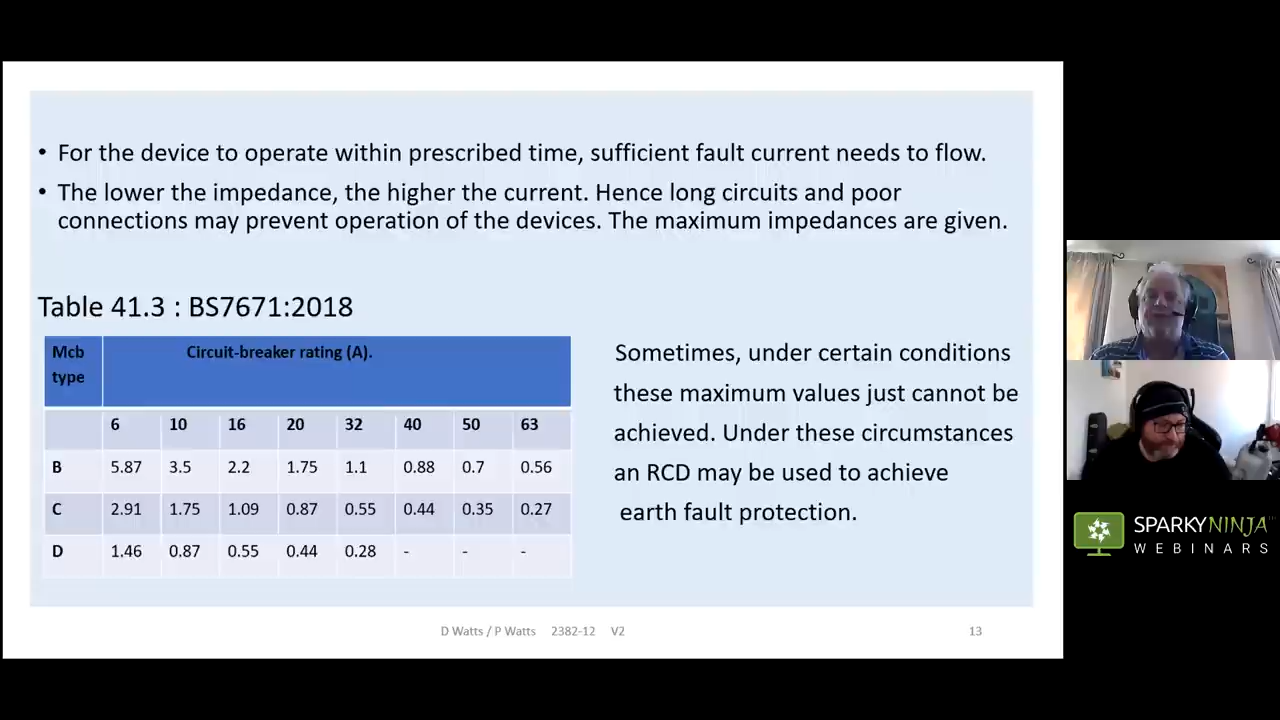 • For the device to operate within prescribed time, sufficient fault current needs to flow.
• The lower the impedance, the higher the current. Hence long circuits and poor
connections may prevent operation of the devices. The maximum impedances are given.
Table 41.3 : BS7671:2018
Mcb type Circuit-breaker rating (A).
6 10 16 20 32 40 50 63
B 5.87 3.5 2.2 1.75 1.1 0.88 0.7 0.56
C 2.91 1.75 1.09 0.87 0.55 0.44 0.35 0.27
D 1.46 0.87 0.55 0.44 0.28 - - -
Sometimes, under certain conditions
these maximum values just cannot be
achieved. Under these circumstances
an RCD may be used to achieve
earth fault protection.
D Watts / P Watts 2382-12 V2
13
SPARKYNINJA
WEBINARS